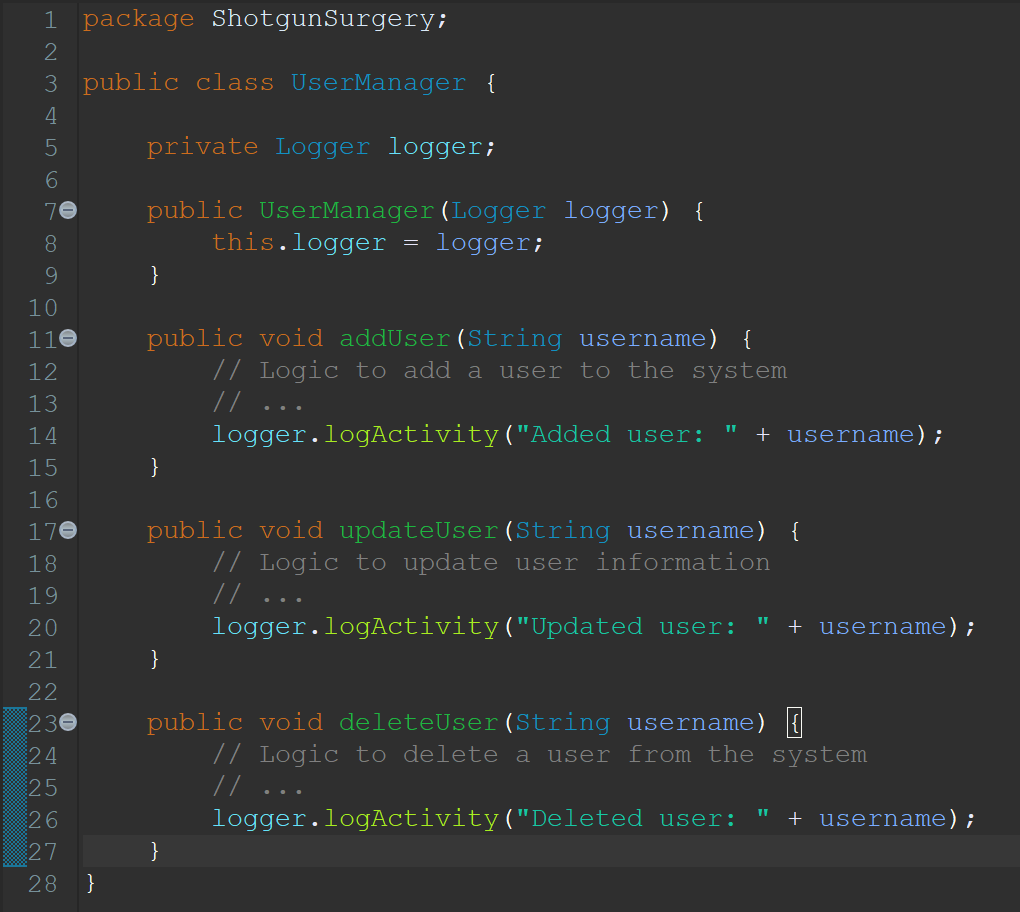 1 package ShotgunSurgery;
2
3 public class UserManager {
4
5     private Logger logger;
6
7     public UserManager(Logger logger) {
8         this.logger = logger;
9     }
10
11     public void addUser(String username) {
12         // Logic to add a user to the system
13         // ...
14         logger.logActivity("Added user: " + username);
15     }
16
17     public void updateUser(String username) {
18         // Logic to update user information
19         // ...
20         logger.logActivity("Updated user: " + username);
21     }
22
23     public void deleteUser(String username) {
24         // Logic to delete a user from the system
25         // ...
26         logger.logActivity("Deleted user: " + username);
27     }
28 }